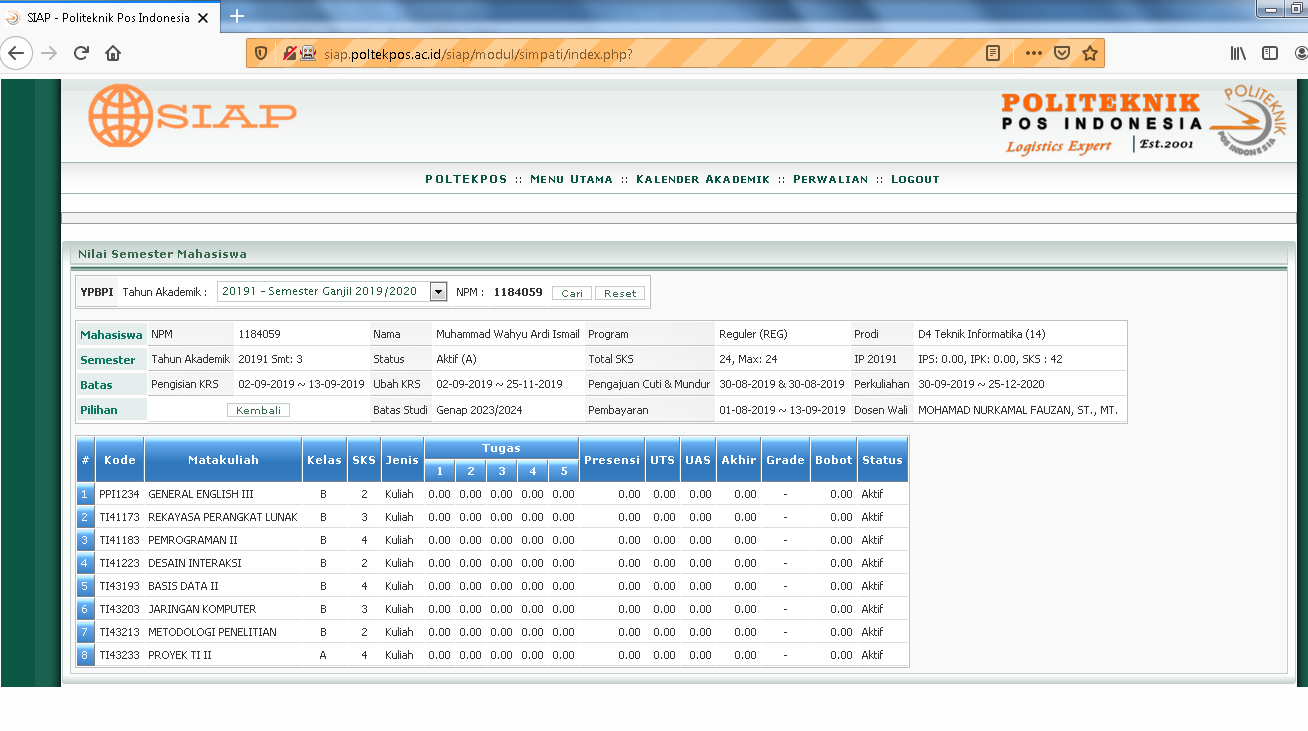 SIAP - Politeknik Pos Indonesia
siap.poltekpos.ac.id/siap/modul/simpati/index.php?
SIAP
POLITEKNIK
POS INDONESIA
Logistics Expert Est.2001
POLITEKNIK
POS INDONESIA
POLTEKPOS :: MENU UTAMA :: KALENDER AKADEMIK :: PERWALIAN :: LOGOUT
Nilai Semester Mahasiswa
YPBPI Tahun Akademik : 20191 - Semester Ganjil 2019/2020 NPM : 1184059 Cari Reset
Mahasiswa NPM 1184059 Nama Muhammad Wahyu Ardi Ismail Program Reguler (REG) Prodi D4 Teknik Informatika (14)
Semester Tahun Akademik 20191 Smt: 3 Status Aktif (A) Total SKS 24, Max: 24 IP 20191 IPS: 0.00, IPK: 0.00, SKS : 42
Batas Pengisian KRS 02-09-2019 ~ 13-09-2019 Ubah KRS 02-09-2019 ~ 25-11-2019 Pengajuan Cuti & Mundur 30-08-2019 & 30-08-2019 Perkuliahan 30-09-2019 ~ 25-12-2020
Pilihan Kembali Batas Studi Genap 2023/2024 Pembayaran 01-08-2019 ~ 13-09-2019 Dosen Wali MOHAMAD NURKAMAL FAUZAN, ST., MT.
# Kode Matakuliah Kelas SKS Jenis Tugas Presensi UTS UAS Akhir Grade Bobot Status
1 2 3 4 5
1 PPI1234 GENERAL ENGLISH III B 2 Kuliah 0.00 0.00 0.00 0.00 0.00 0.00 0.00 0.00 0.00 - 0.00 Aktif
2 TI41173 REKAYASA PERANGKAT LUNAK B 3 Kuliah 0.00 0.00 0.00 0.00 0.00 0.00 0.00 0.00 0.00 - 0.00 Aktif
3 TI41183 PEMROGRAMAN II B 4 Kuliah 0.00 0.00 0.00 0.00 0.00 0.00 0.00 0.00 0.00 - 0.00 Aktif
4 TI41223 DESAIN INTERAKSI B 2 Kuliah 0.00 0.00 0.00 0.00 0.00 0.00 0.00 0.00 0.00 - 0.00 Aktif
5 TI43193 BASIS DATA II B 4 Kuliah 0.00 0.00 0.00 0.00 0.00 0.00 0.00 0.00 0.00 - 0.00 Aktif
6 TI43203 JARINGAN KOMPUTER B 3 Kuliah 0.00 0.00 0.00 0.00 0.00 0.00 0.00 0.00 0.00 - 0.00 Aktif
7 TI43213 METODOLOGI PENELITIAN B 2 Kuliah 0.00 0.00 0.00 0.00 0.00 0.00 0.00 0.00 0.00 - 0.00 Aktif
8 TI43233 PROYEK TI II A 4 Kuliah 0.00 0.00 0.00 0.00 0.00 0.00 0.00 0.00 0.00 - 0.00 Aktif